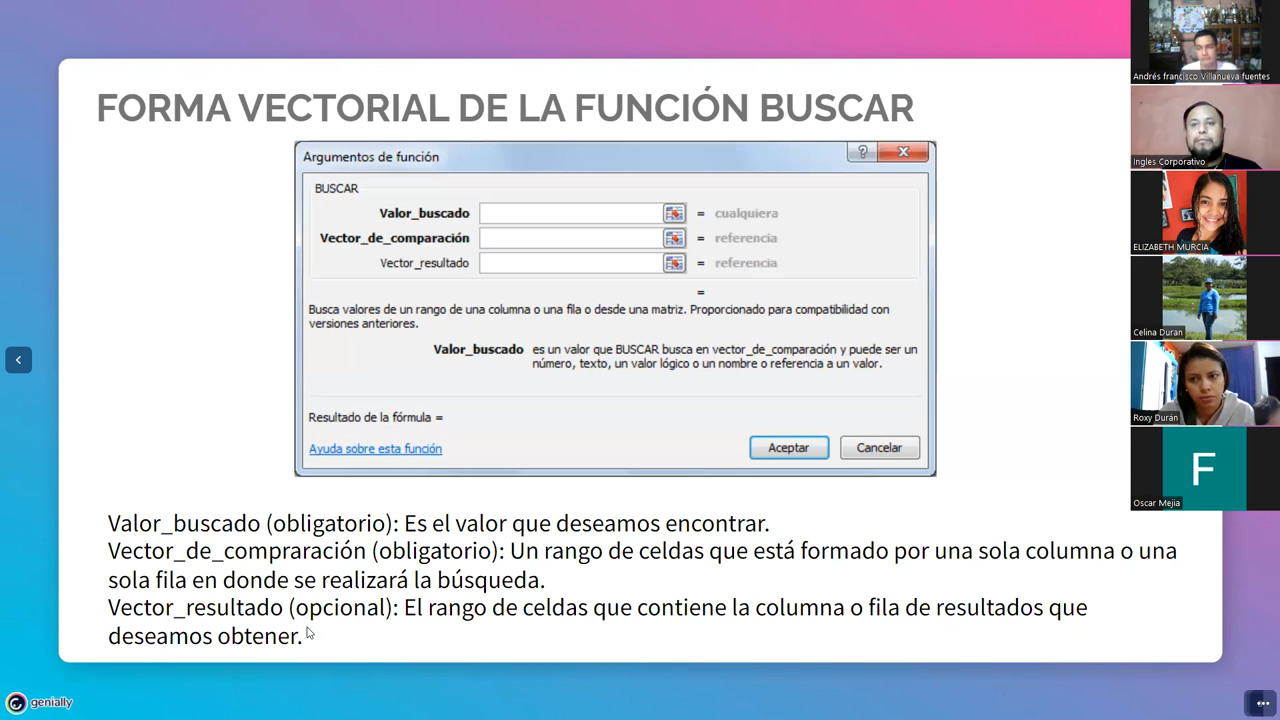 FORMA VECTORIAL DE LA FUNCIÓN BUSCAR
Argumentos de función
?
BUSCAR
Valor_buscado
= cualquiera
Vector_de_comparación
= referencia
Vector_resultado
= referencia
=
Busca valores de un rango de una columna o una fila o desde una matriz. Proporcionado para compatibilidad con
versiones anteriores.
Valor_buscado es un valor que BUSCAR busca en vector_de_comparación y puede ser un
número, texto, un valor lógico o un nombre o referencia a un valor.
Resultado de la fórmula =
Ayuda sobre esta función
Aceptar
Cancelar
Valor_buscado (obligatorio): Es el valor que deseamos encontrar.
Vector_de_compraración (obligatorio): Un rango de celdas que está formado por una sola columna o una
sola fila en donde se realizará la búsqueda.
Vector_resultado (opcional): El rango de celdas que contiene la columna o fila de resultados que
deseamos obtener.
genially
Andrés francisco Villanueva fuentes
Ingles Corporativo
ELIZABETH MURCIA
Celina Duran
Roxy Durán
F
Oscar Mejia